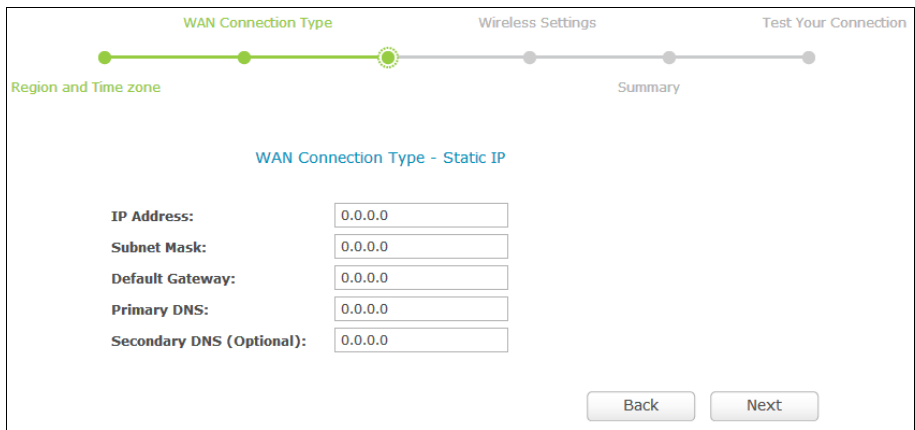 WAN Connection Type Wireless Settings Test Your Connection
Region and Time zone Summary
WAN Connection Type - Static IP
IP Address: 0.0.0.0
Subnet Mask: 0.0.0.0
Default Gateway: 0.0.0.0
Primary DNS: 0.0.0.0
Secondary DNS (Optional): 0.0.0.0
Back Next